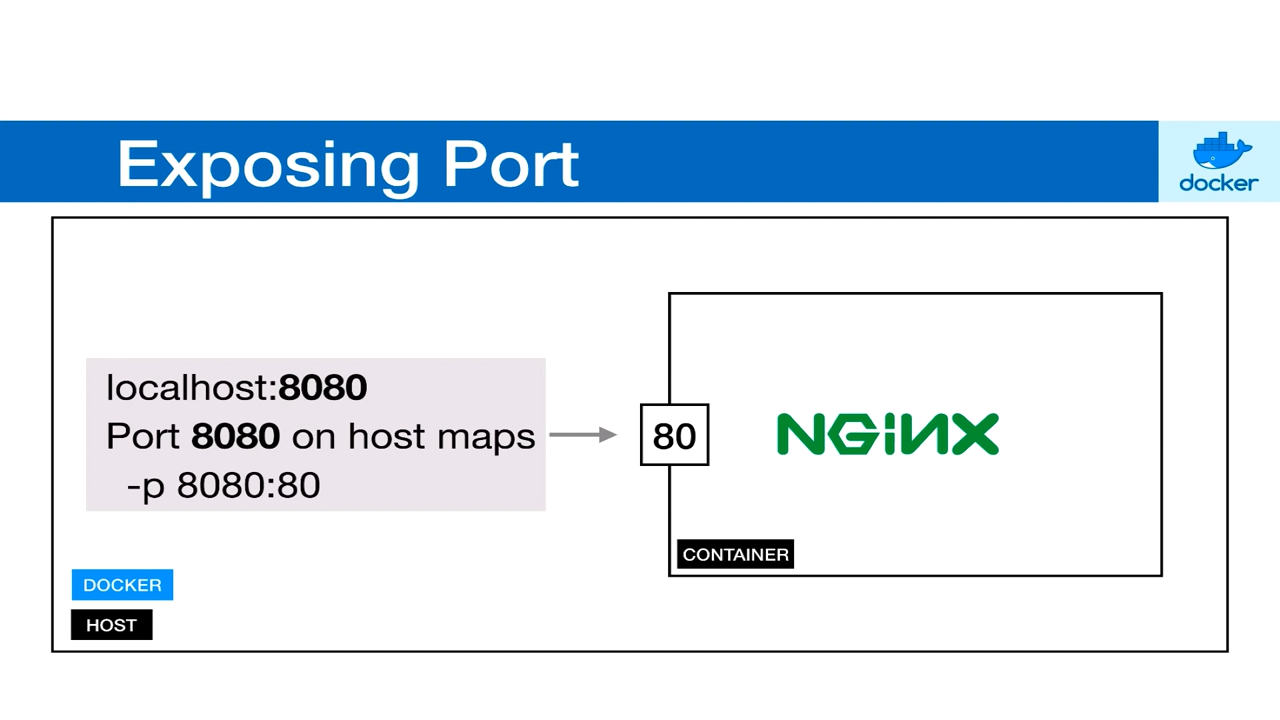 Exposing Port
docker
localhost:8080
Port 8080 on host maps
-p 8080:80
80
NGINX
CONTAINER
DOCKER
HOST